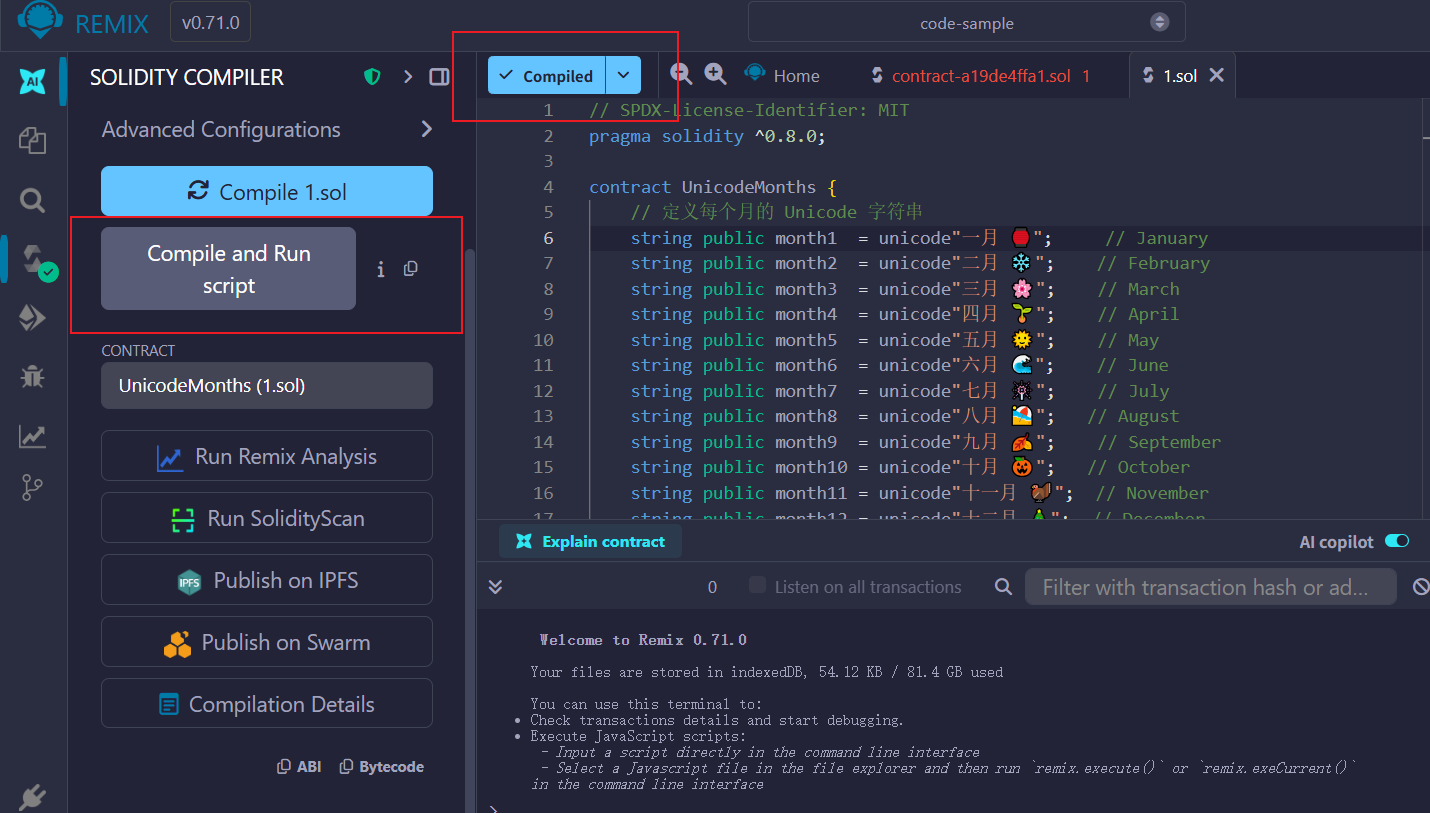 REMIX v0.71.0 code-sample
SOLIDITY COMPILER
Advanced Configurations
Compile 1.sol
Compile and Run
script
CONTRACT
UnicodeMonths (1.sol)
Run Remix Analysis
Run SolidityScan
IPFS Publish on IPFS
Publish on Swarm
Compilation Details
ABI Bytecode
AI
Compiled Home contract-a19de4ffa1.sol 1 1.sol
1 // SPDX-License-Identifier: MIT
2 pragma solidity ^0.8.0;
3
4 contract UnicodeMonths {
5 // 定义每个月的 Unicode 字符串
6 string public month1 = unicode"一月 🏮"; // January
7 string public month2 = unicode"二月 ❄️"; // February
8 string public month3 = unicode"三月 🌸"; // March
9 string public month4 = unicode"四月 🌱"; // April
10 string public month5 = unicode"五月 🌞"; // May
11 string public month6 = unicode"六月 🌊"; // June
12 string public month7 = unicode"七月 🎆"; // July
13 string public month8 = unicode"八月 🏖️"; // August
14 string public month9 = unicode"九月 🍂"; // September
15 string public month10 = unicode"十月 🎃"; // October
16 string public month11 = unicode"十一月 🦃"; // November
17 string public month12 = unicode"十二月 🎄"; // December
Explain contract AI copilot
0 Listen on all transactions Filter with transaction hash or ad...
Welcome to Remix 0.71.0
Your files are stored in indexedDB, 54.12 KB / 81.4 GB used
You can use this terminal to:
• Check transactions details and start debugging.
• Execute JavaScript scripts:
- Input a script directly in the command line interface
- Select a Javascript file in the file explorer and then run `remix.execute()` or `remix.exeCurrent()`
in the command line interface
>